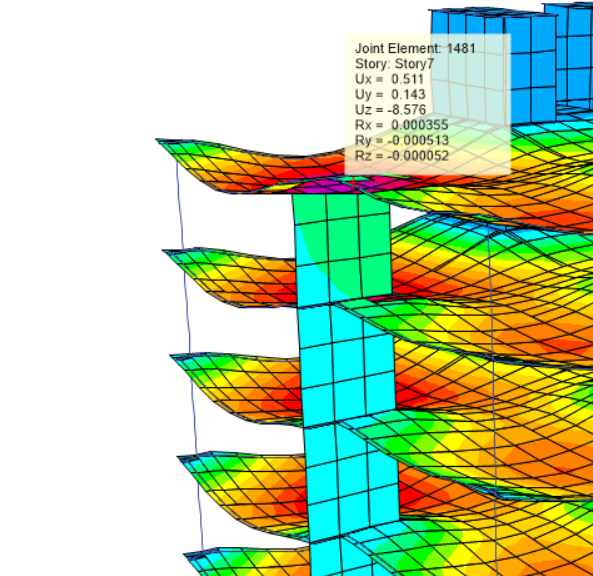 Joint Element: 1481
Story: Story7
Ux = 0.511
Uy = 0.143
Uz = -8.576
Rx = 0.000355
Ry = -0.000513
Rz = -0.000052